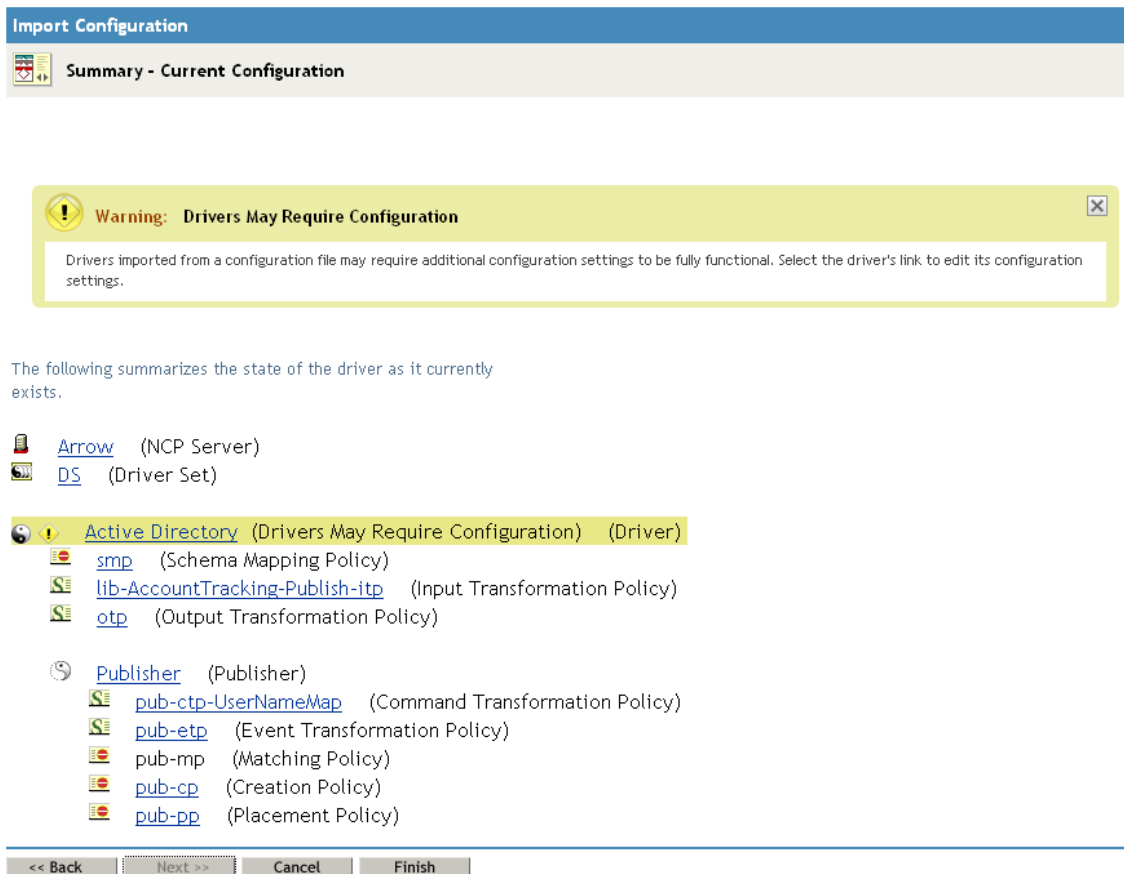 Import Configuration
Summary - Current Configuration
Warning: Drivers May Require Configuration
Drivers imported from a configuration file may require additional configuration settings to be fully functional. Select the driver's link to edit its configuration
settings.
The following summarizes the state of the driver as it currently
exists.
Arrow (NCP Server)
DS (Driver Set)
Active Directory (Drivers May Require Configuration) (Driver)
smp (Schema Mapping Policy)
lib-AccountTracking-Publish-itp (Input Transformation Policy)
otp (Output Transformation Policy)
Publisher (Publisher)
pub-ctp-UserNameMap (Command Transformation Policy)
pub-etp (Event Transformation Policy)
pub-mp (Matching Policy)
pub-cp (Creation Policy)
pub-pp (Placement Policy)
<< Back Next >> Cancel Finish